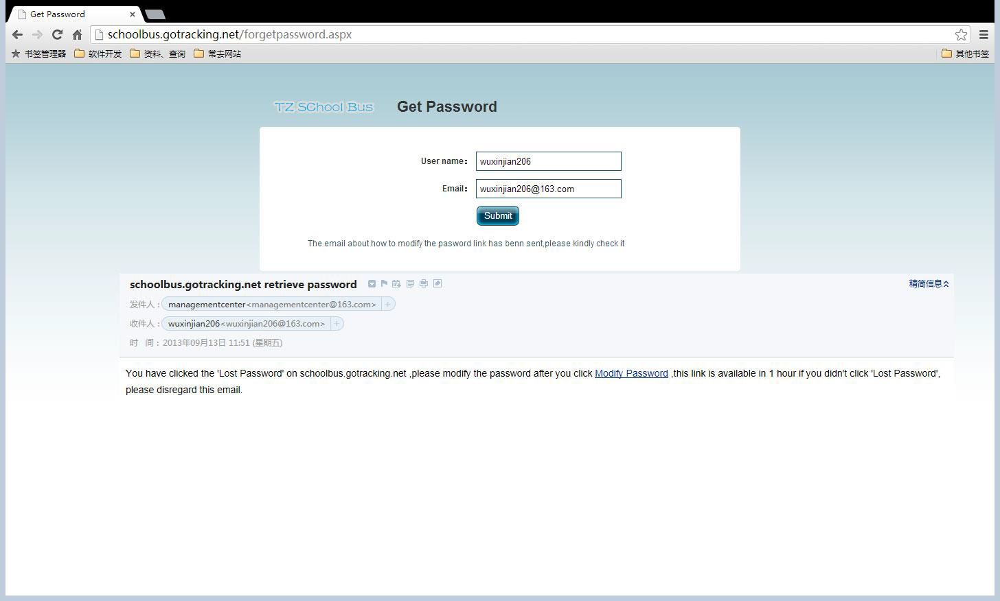 Get Password
schoolbus.gotracking.net/forgetpassword.aspx
书签管理器 软件开发 资料、查询 常去网站 其他书签
TZ SChool Bus Get Password
User name: wuxinjian206
Email: wuxinjian206@163.com
Submit
The email about how to modify the pasword link has benn sent,please kindly check it
schoolbus.gotracking.net retrieve password 精简信息
发件人 : managementcenter<managementcenter@163.com> +
收件人 : wuxinjian206<wuxinjian206@163.com> +
时 间 : 2013年09月13日 11:51 (星期五)
You have clicked the 'Lost Password' on schoolbus.gotracking.net ,please modify the password after you click Modify Password ,this link is available in 1 hour if you didn't click 'Lost Password',
please disregard this email.